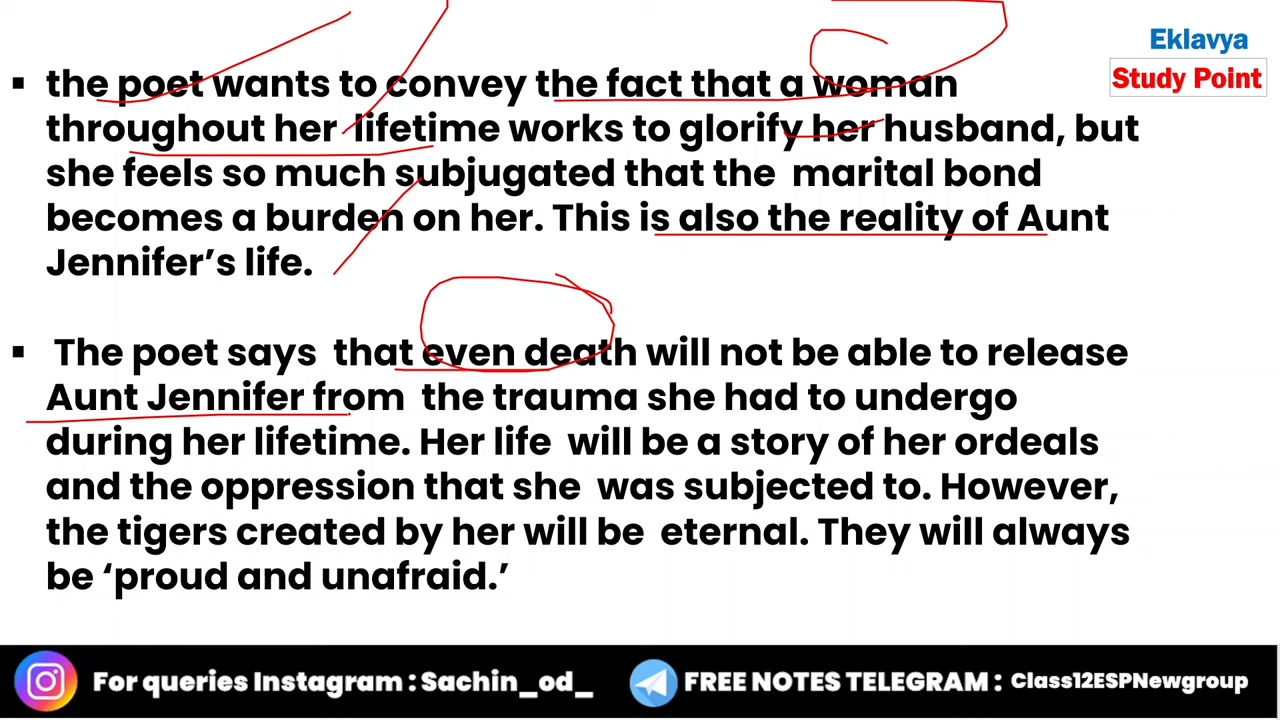 Eklavya
Study Point
▪ the poet wants to convey the fact that a woman
throughout her lifetime works to glorify her husband, but
she feels so much subjugated that the marital bond
becomes a burden on her. This is also the reality of Aunt
Jennifer’s life.
▪ The poet says that even death will not be able to release
Aunt Jennifer from the trauma she had to undergo
during her lifetime. Her life will be a story of her ordeals
and the oppression that she was subjected to. However,
the tigers created by her will be eternal. They will always
be ‘proud and unafraid.’
For queries Instagram : Sachin_od_ FREE NOTES TELEGRAM : Class12ESPNewgroup